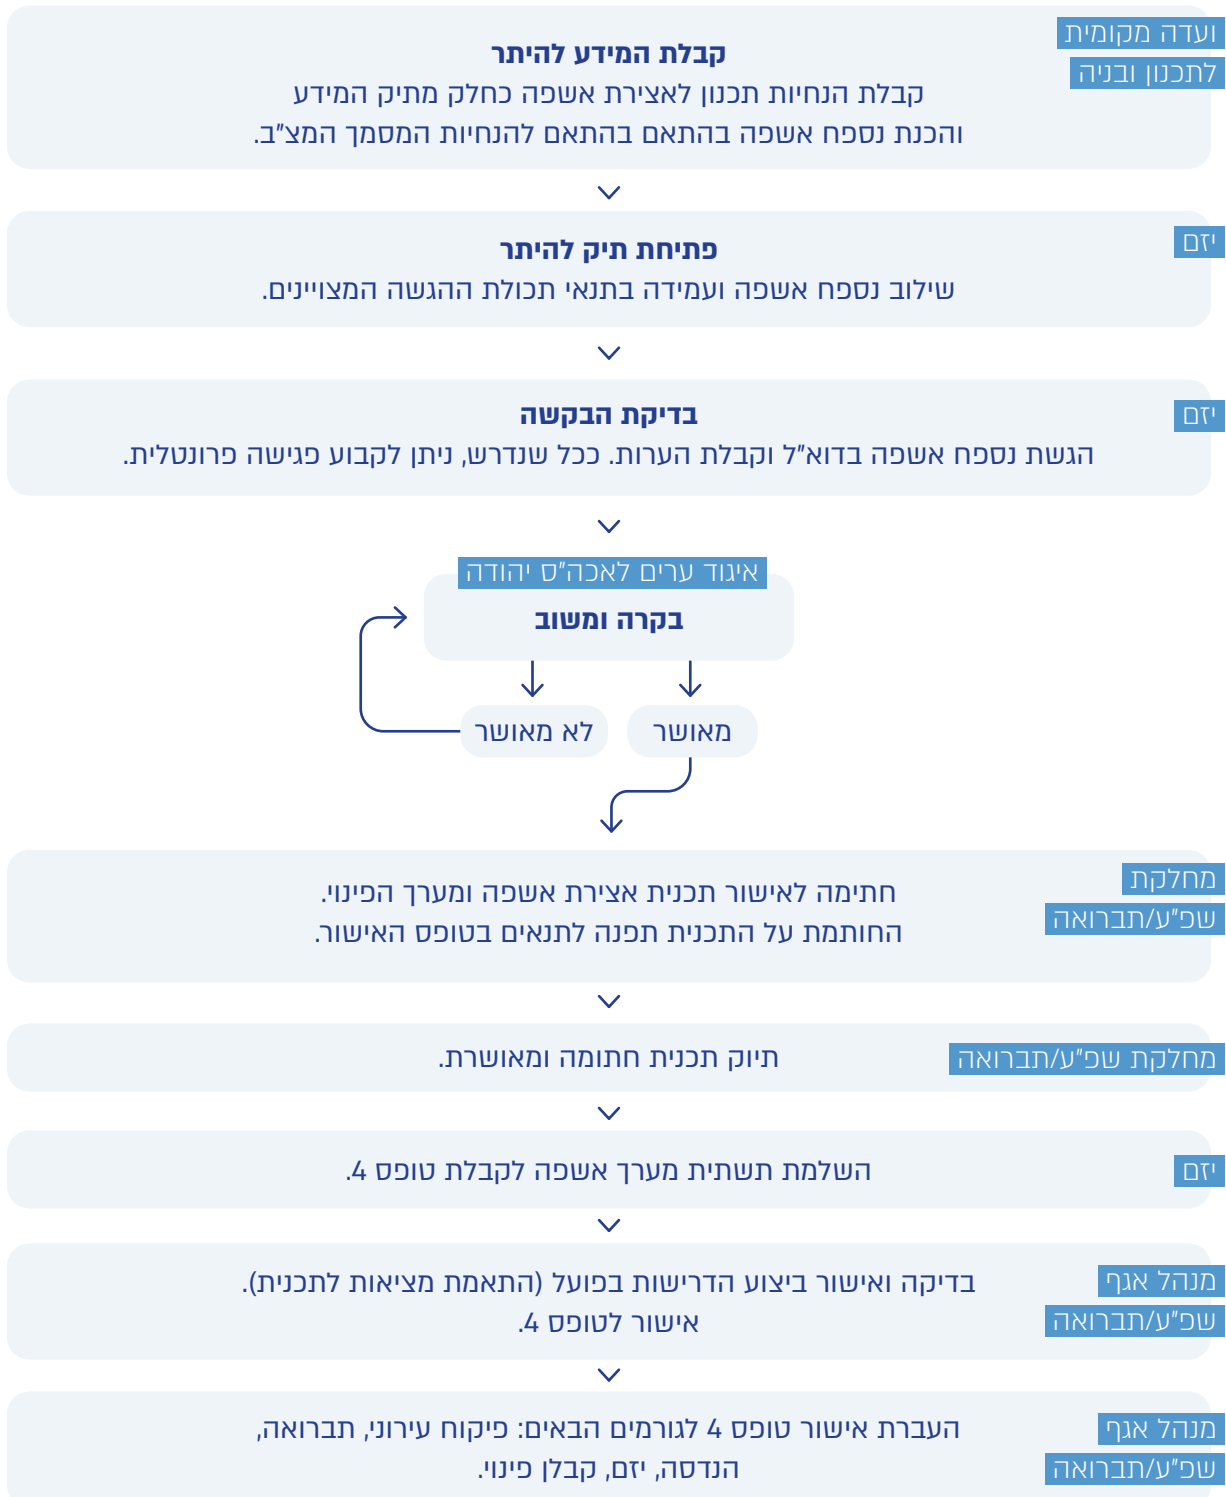 ועדה מקומית
לתכנון ובניה
קבלת המידע להיתר
קבלת הנחיות תכנון לאצירת אשפה כחלק מתיק המידע
והכנת נספח אשפה בהתאם בהתאם להנחיות המסמך המצ"ב.
יזם
פתיחת תיק להיתר
שילוב נספח אשפה ועמידה בתנאי תכולת ההגשה המצויינים.
יזם
בדיקת הבקשה
הגשת נספח אשפה בדוא"ל וקבלת הערות. ככל שנדרש, ניתן לקבוע פגישה פרונטלית.
איגוד ערים לאכה"ס יהודה
בקרה ומשוב
מאושר
לא מאושר
מחלקת
שפ"ע/תברואה
חתימה לאישור תכנית אצירת אשפה ומערך הפינוי.
החותמת על התכנית תפנה לתנאים בטופס האישור.
מחלקת שפ"ע/תברואה
תיוק תכנית חתומה ומאושרת.
יזם
השלמת תשתית מערך אשפה לקבלת טופס 4.
מנהל אגף
שפ"ע/תברואה
בדיקה ואישור ביצוע הדרישות בפועל (התאמת מציאות לתכנית).
אישור לטופס 4.
מנהל אגף
שפ"ע/תברואה
העברת אישור טופס 4 לגורמים הבאים: פיקוח עירוני, תברואה,
הנדסה, יזם, קבלן פינוי.